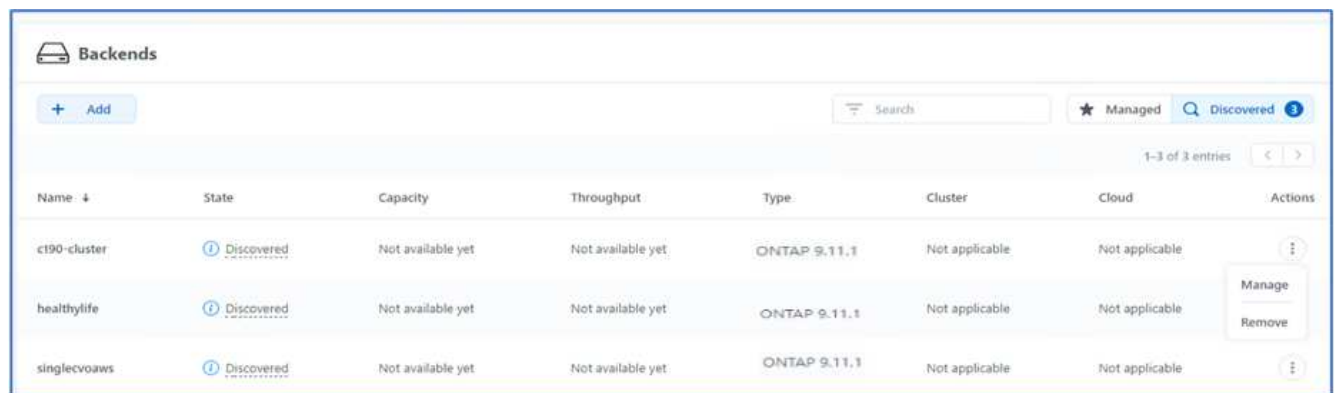 Backends
+ Add Search Managed Discovered 3
1–3 of 3 entries < >
Name ↓ State Capacity Throughput Type Cluster Cloud Actions
c190-cluster Discovered Not available yet Not available yet ONTAP 9.11.1 Not applicable Not applicable
Manage
healthylife Discovered Not available yet Not available yet ONTAP 9.11.1 Not applicable Not applicable
Remove
singlecvoaws Discovered Not available yet Not available yet ONTAP 9.11.1 Not applicable Not applicable